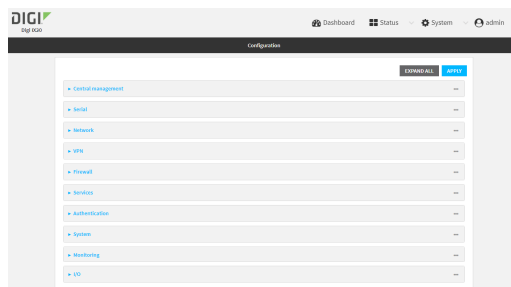 DIGI
Digi IX20
Dashboard
Status
System
admin
Configuration
EXPAND ALL
APPLY
Central management
Serial
Network
VPN
Firewall
Services
Authentication
System
Monitoring
I/O